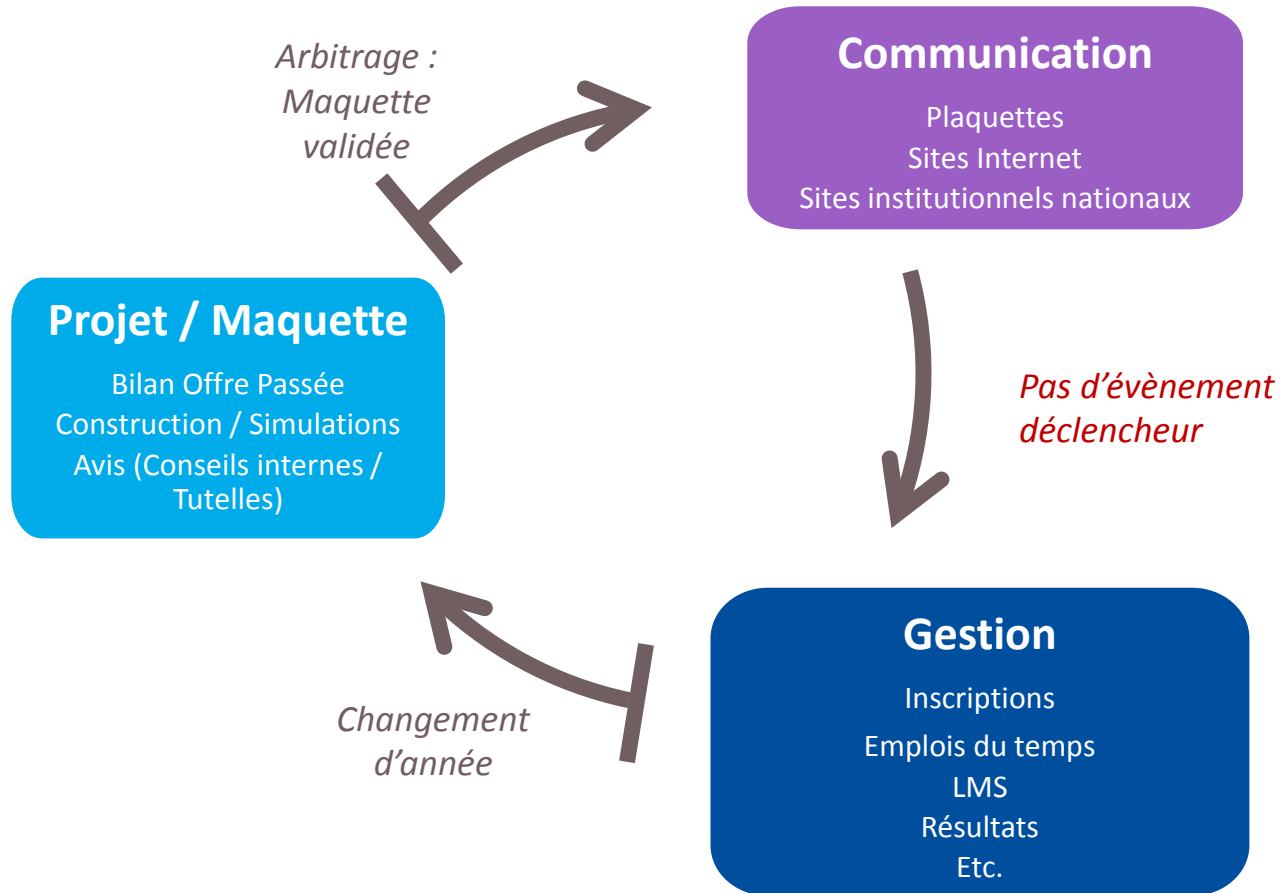 Arbitrage :
Maquette
validée
Communication
Plaquettes
Sites Internet
Sites institutionnels nationaux
Projet / Maquette
Bilan Offre Passée
Construction / Simulations
Avis (Conseils internes /
Tutelles)
Pas d’évènement
déclencheur
Gestion
Inscriptions
Emplois du temps
LMS
Résultats
Etc.
Changement
d’année